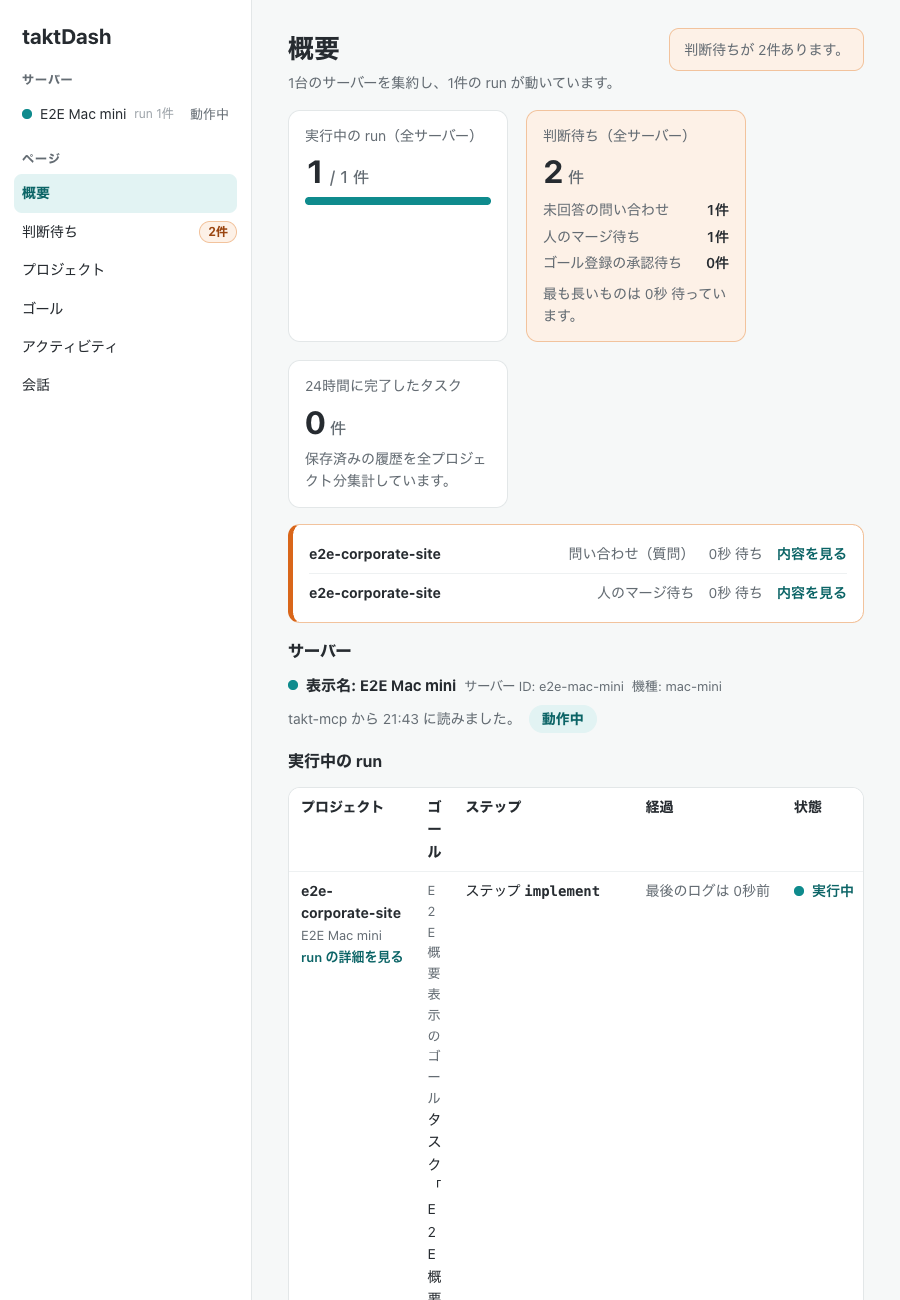 taktDash
サーバー
E2E Mac mini run 1件 動作中
ページ
概要
判断待ち 2件
プロジェクト
ゴール
アクティビティ
会話
概要
判断待ちが 2件あります。
1台のサーバーを集約し、1件の run が動いています。
実行中の run（全サーバー）
1 / 1 件
判断待ち（全サーバー）
2 件
未回答の問い合わせ 1件
人のマージ待ち 1件
ゴール登録の承認待ち 0件
最も長いものは 0秒 待ってい
ます。
24時間に完了したタスク
0 件
保存済みの履歴を全プロジェ
クト分集計しています。
e2e-corporate-site 問い合わせ（質問） 0秒 待ち 内容を見る
e2e-corporate-site 人のマージ待ち 0秒 待ち 内容を見る
サーバー
表示名: E2E Mac mini サーバー ID: e2e-mac-mini 機種: mac-mini
takt-mcp から 21:43 に読みました。 動作中
実行中の run
プロジェクト
ゴ
ー
ル
ステップ
経過
状態
e2e-
corporate-site
E2E Mac mini
run の詳細を見る
E
2
E
概
要
表
示
の
ゴ
ー
ル
タ
ス
ク
「
E
2
E
概
要
ステップ implement
最後のログは 0秒前
実行中